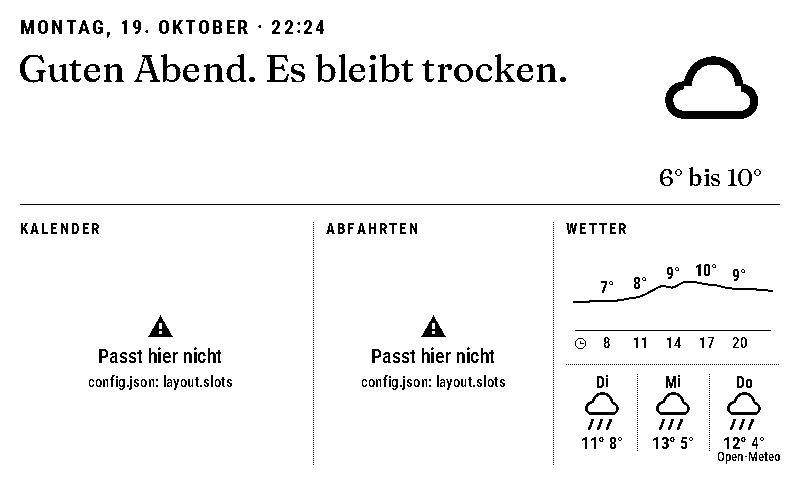 MONTAG, 19. OKTOBER · 22:24
Guten Abend. Es bleibt trocken.
6° bis 10°
KALENDER
Passt hier nicht
config.json: layout.slots
ABFAHRTEN
Passt hier nicht
config.json: layout.slots
WETTER
7° 8° 9° 10° 9°
8 11 14 17 20
Di Mi Do
11° 8° 13° 5° 12° 4°
Open-Meteo